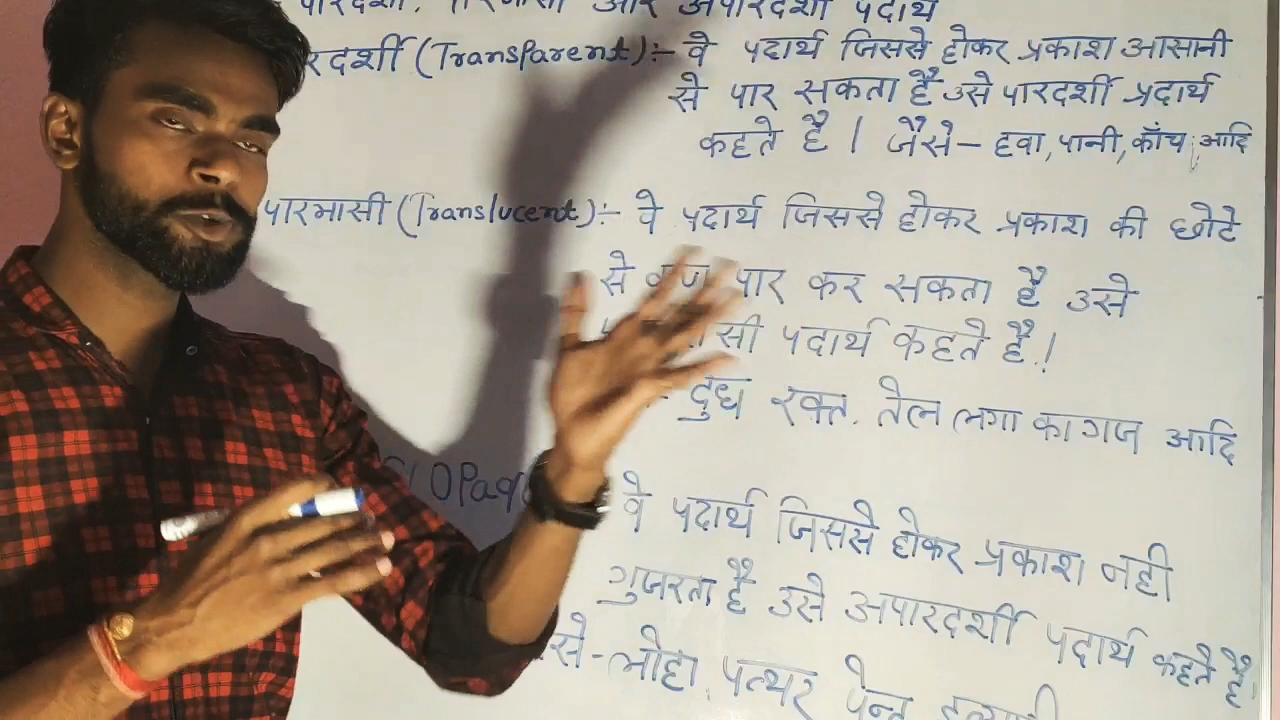 पारदर्शी, पारभासी और अपारदर्शी पदार्थ
रदर्शी (Transparent):- वे पदार्थ जिससे होकर प्रकाश आसानी
से पार सकता है उसे पारदर्शी प्रदार्थ
कहते है । जैसे- हवा, पानी, काँच, आदि
पारभासी (Translucent):- वे पदार्थ जिससे होकर प्रकाश की छोटे
से पार कर सकता है उसे
सी पदार्थ कहते है।
- दुध रक्त, तेल लगा कागज आदि
OPaq वे पदार्थ जिससे होकर प्रकाश नही
गुजरता है उसे अपारदर्शी पदार्थ कहते है
से- लोहा, पत्थर पेन्ट